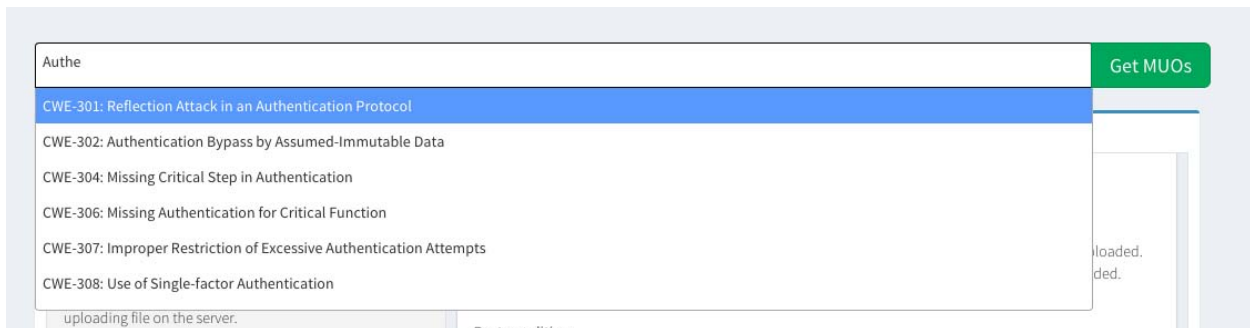 Authe
Get MUOs
CWE-301: Reflection Attack in an Authentication Protocol
CWE-302: Authentication Bypass by Assumed-Immutable Data
CWE-304: Missing Critical Step in Authentication
CWE-306: Missing Authentication for Critical Function
CWE-307: Improper Restriction of Excessive Authentication Attempts
CWE-308: Use of Single-factor Authentication
uploading file on the server.